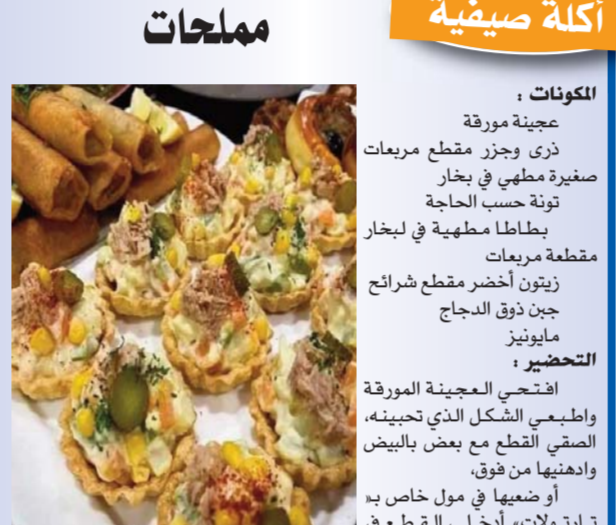 أكلة صيفية
مملحات
المكونات :
عجينة مورقة
ذرى وجزر مقطع مربعات
صغيرة مطهي في بخار
تونة حسب الحاجة
بطاطا مطهية في لبخار
مقطعة مربعات
زيتون أخضر مقطع شرائح
جبن ذوق الدجاج
مايونيز
التحضير :
افتحي العجينة المورقة
واطبعي الشكل الذي تحبينه،
الصقي القطع مع بعض بالبيض
وادهنيها من فوق،
أو ضعيها في مول خاص بـ